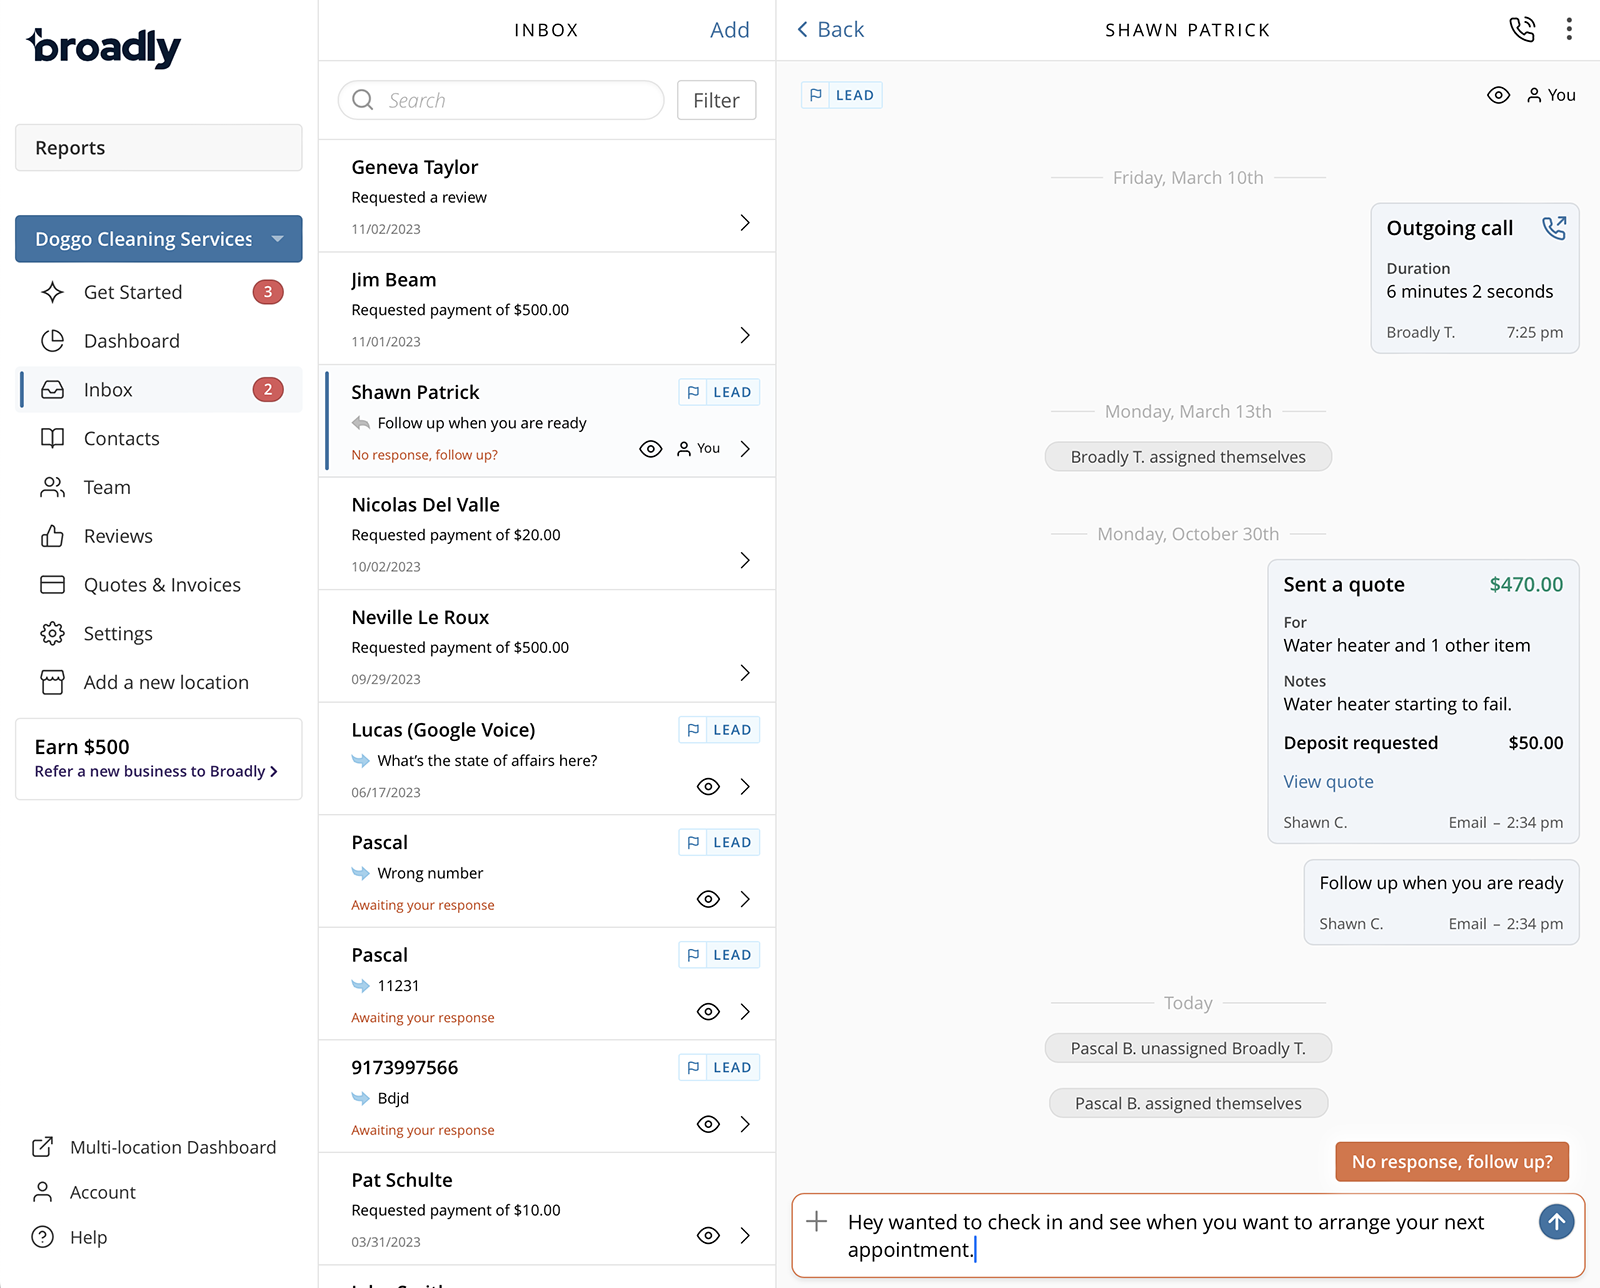 broadly
Reports
Doggo Cleaning Services
Get Started 3
Dashboard
Inbox 2
Contacts
Team
Reviews
Quotes & Invoices
Settings
Add a new location
Earn $500
Refer a new business to Broadly
Multi-location Dashboard
Account
Help
INBOX Add
Search Filter
Geneva Taylor
Requested a review
11/02/2023
Jim Beam
Requested payment of $500.00
11/01/2023
Shawn Patrick LEAD
Follow up when you are ready
No response, follow up? You
Nicolas Del Valle
Requested payment of $20.00
10/02/2023
Neville Le Roux
Requested payment of $500.00
09/29/2023
Lucas (Google Voice) LEAD
What's the state of affairs here?
06/17/2023
Pascal LEAD
Wrong number
Awaiting your response
Pascal LEAD
11231
Awaiting your response
9173997566 LEAD
Bdjd
Awaiting your response
Pat Schulte
Requested payment of $10.00
03/31/2023
Back SHAWN PATRICK
LEAD You
Friday, March 10th
Outgoing call
Duration
6 minutes 2 seconds
Broadly T. 7:25 pm
Monday, March 13th
Broadly T. assigned themselves
Monday, October 30th
Sent a quote $470.00
For
Water heater and 1 other item
Notes
Water heater starting to fail.
Deposit requested $50.00
View quote
Shawn C. Email – 2:34 pm
Follow up when you are ready
Shawn C. Email – 2:34 pm
Today
Pascal B. unassigned Broadly T.
Pascal B. assigned themselves
No response, follow up?
Hey wanted to check in and see when you want to arrange your next
appointment.